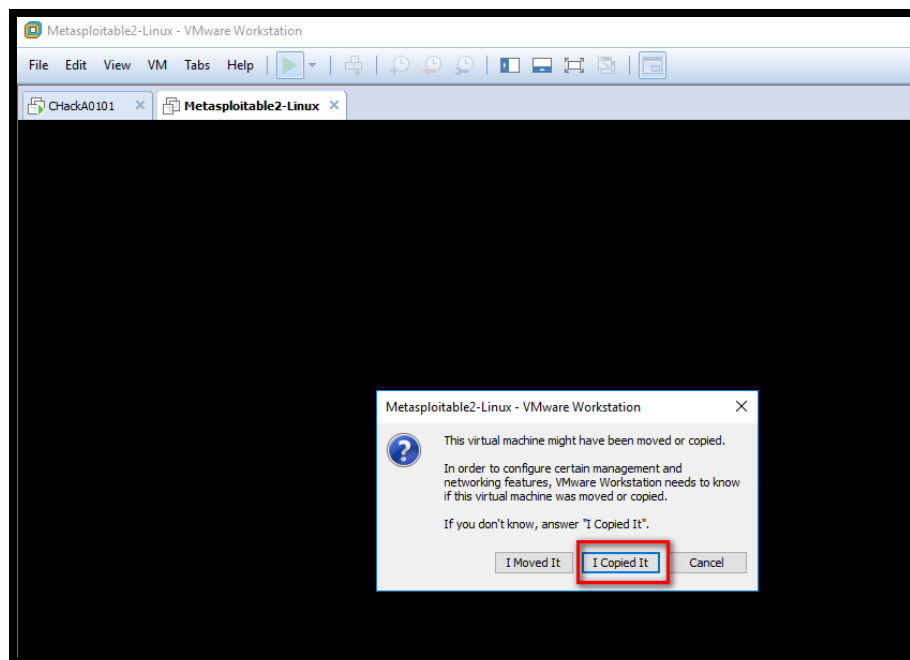 Metasploitable2-Linux - VMware Workstation
File Edit View VM Tabs Help
CHackA0101 Metasploitable2-Linux
Metasploitable2-Linux - VMware Workstation
This virtual machine might have been moved or copied.
In order to configure certain management and
networking features, VMware Workstation needs to know
if this virtual machine was moved or copied.
If you don't know, answer "I Copied It".
I Moved It I Copied It Cancel